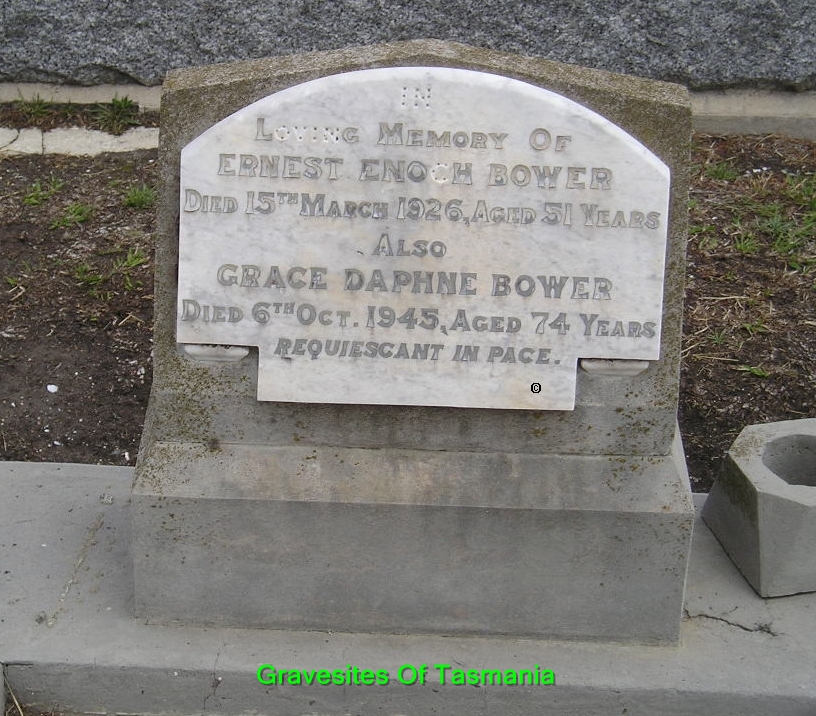 IN
LOVING MEMORY OF
ERNEST ENOCH BOWER
DIED 15TH MARCH 1926, AGED 51 YEARS
ALSO
GRACE DAPHNE BOWER
DIED 6TH OCT. 1945, AGED 74 YEARS
REQUIESCANT IN PACE.
©
Gravesites Of Tasmania